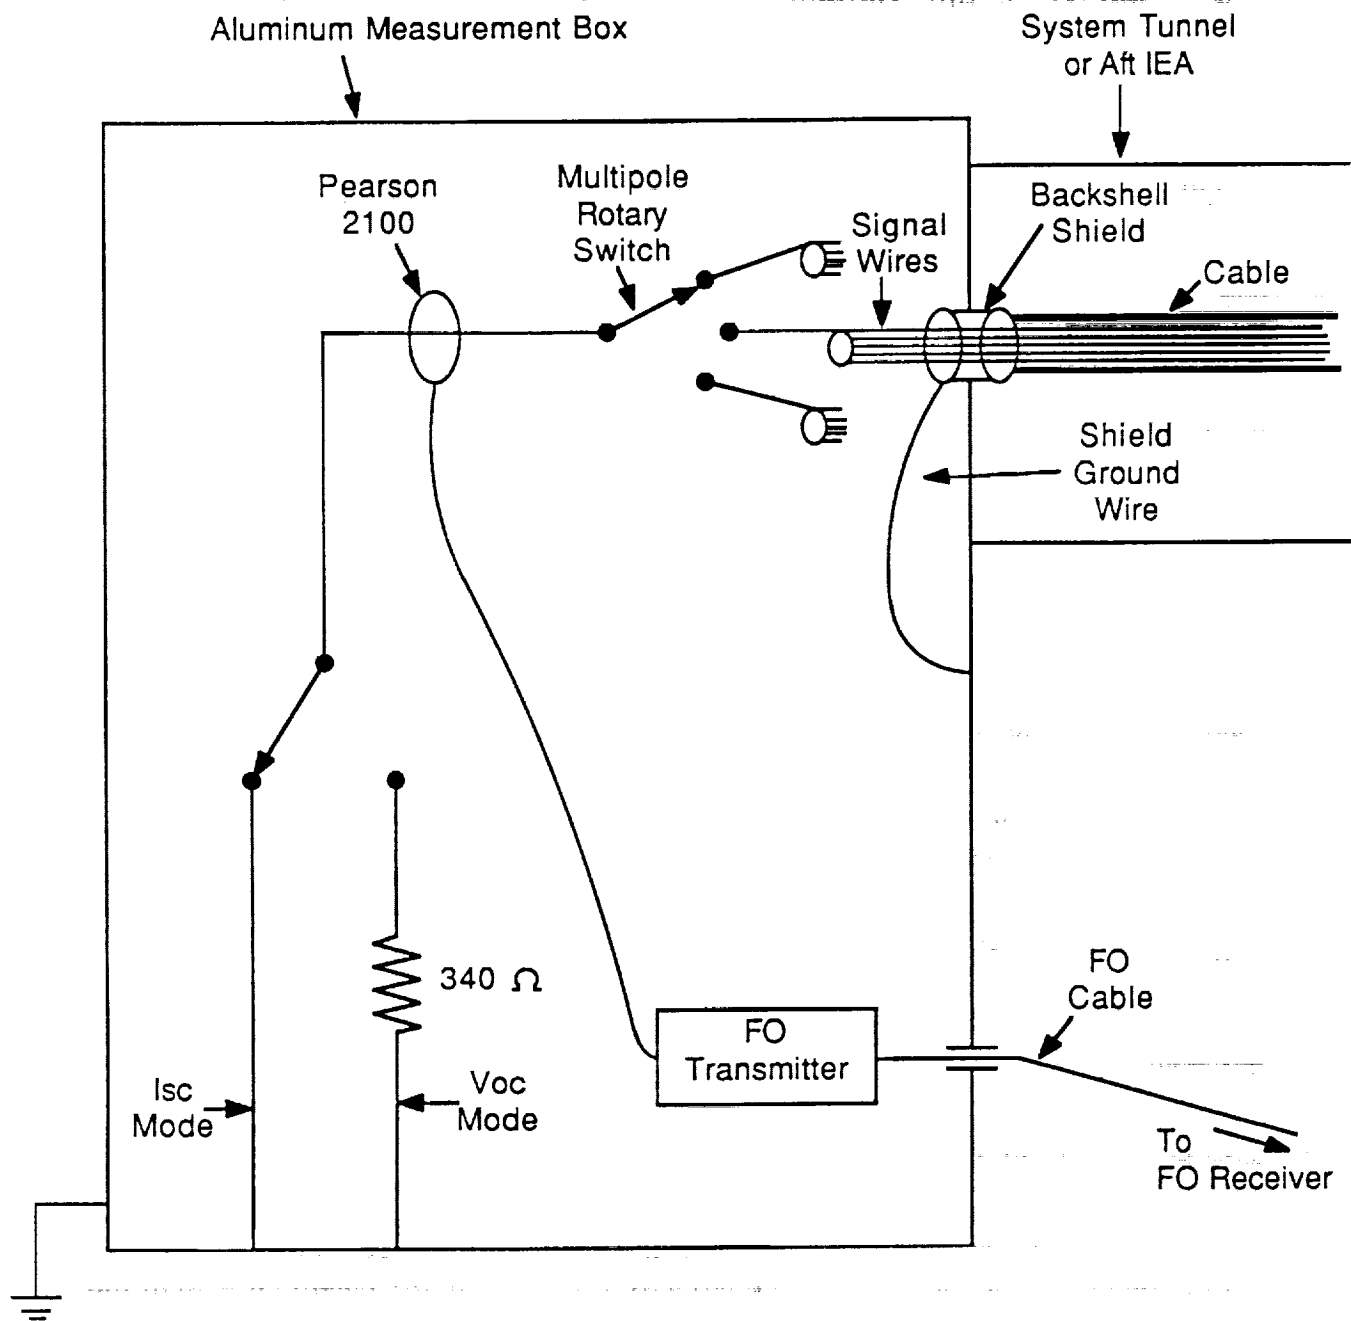 Aluminum Measurement Box
System Tunnel
or Aft IEA
Pearson
2100
Multipole
Rotary
Switch
Signal
Wires
Backshell
Shield
Cable
Shield
Ground
Wire
340 Ω
FO
Transmitter
FO
Cable
Isc
Mode
Voc
Mode
To
FO Receiver